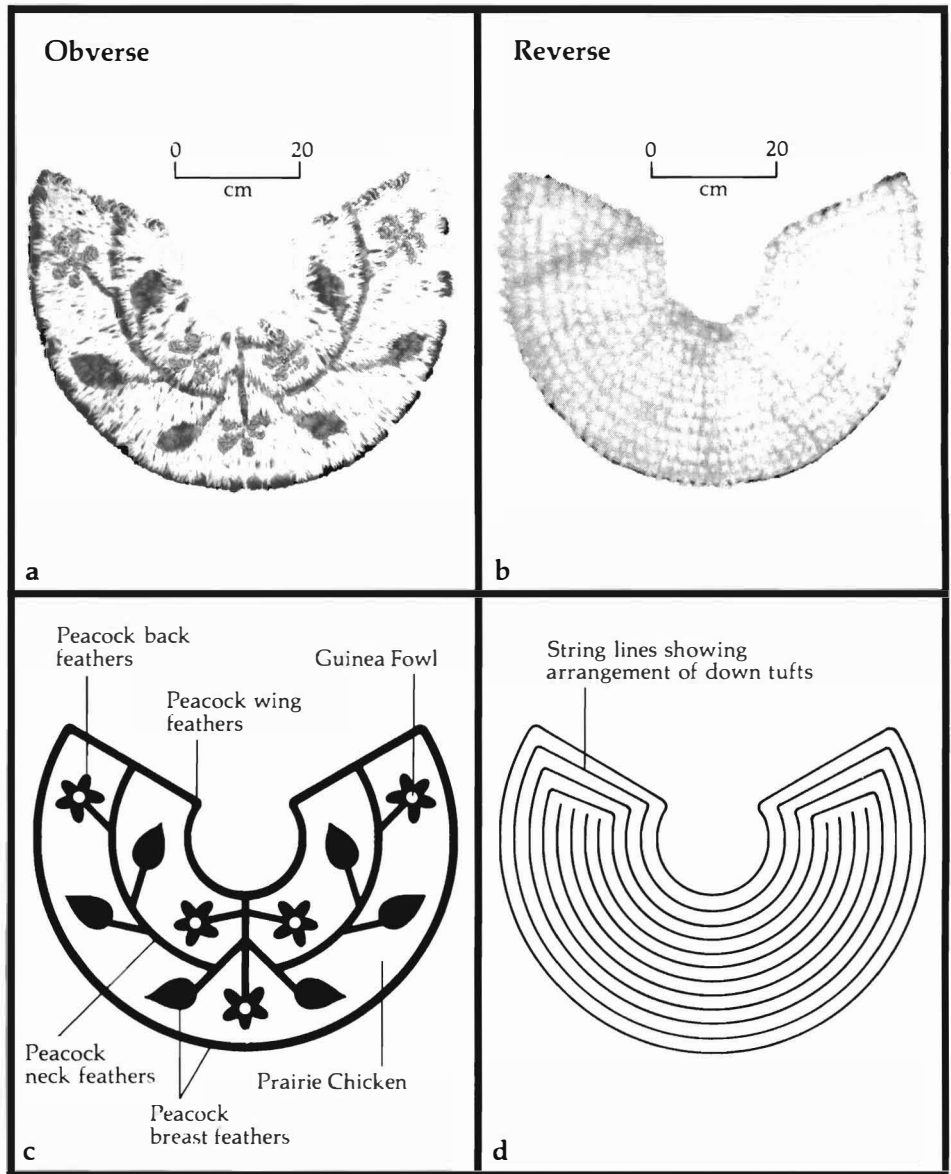 Obverse
0 20
cm
a
Reverse
0 20
cm
b
Peacock back
feathers
Guinea Fowl
Peacock wing
feathers
Peacock
neck feathers
Prairie Chicken
Peacock
breast feathers
c
String lines showing
arrangement of down tufts
d